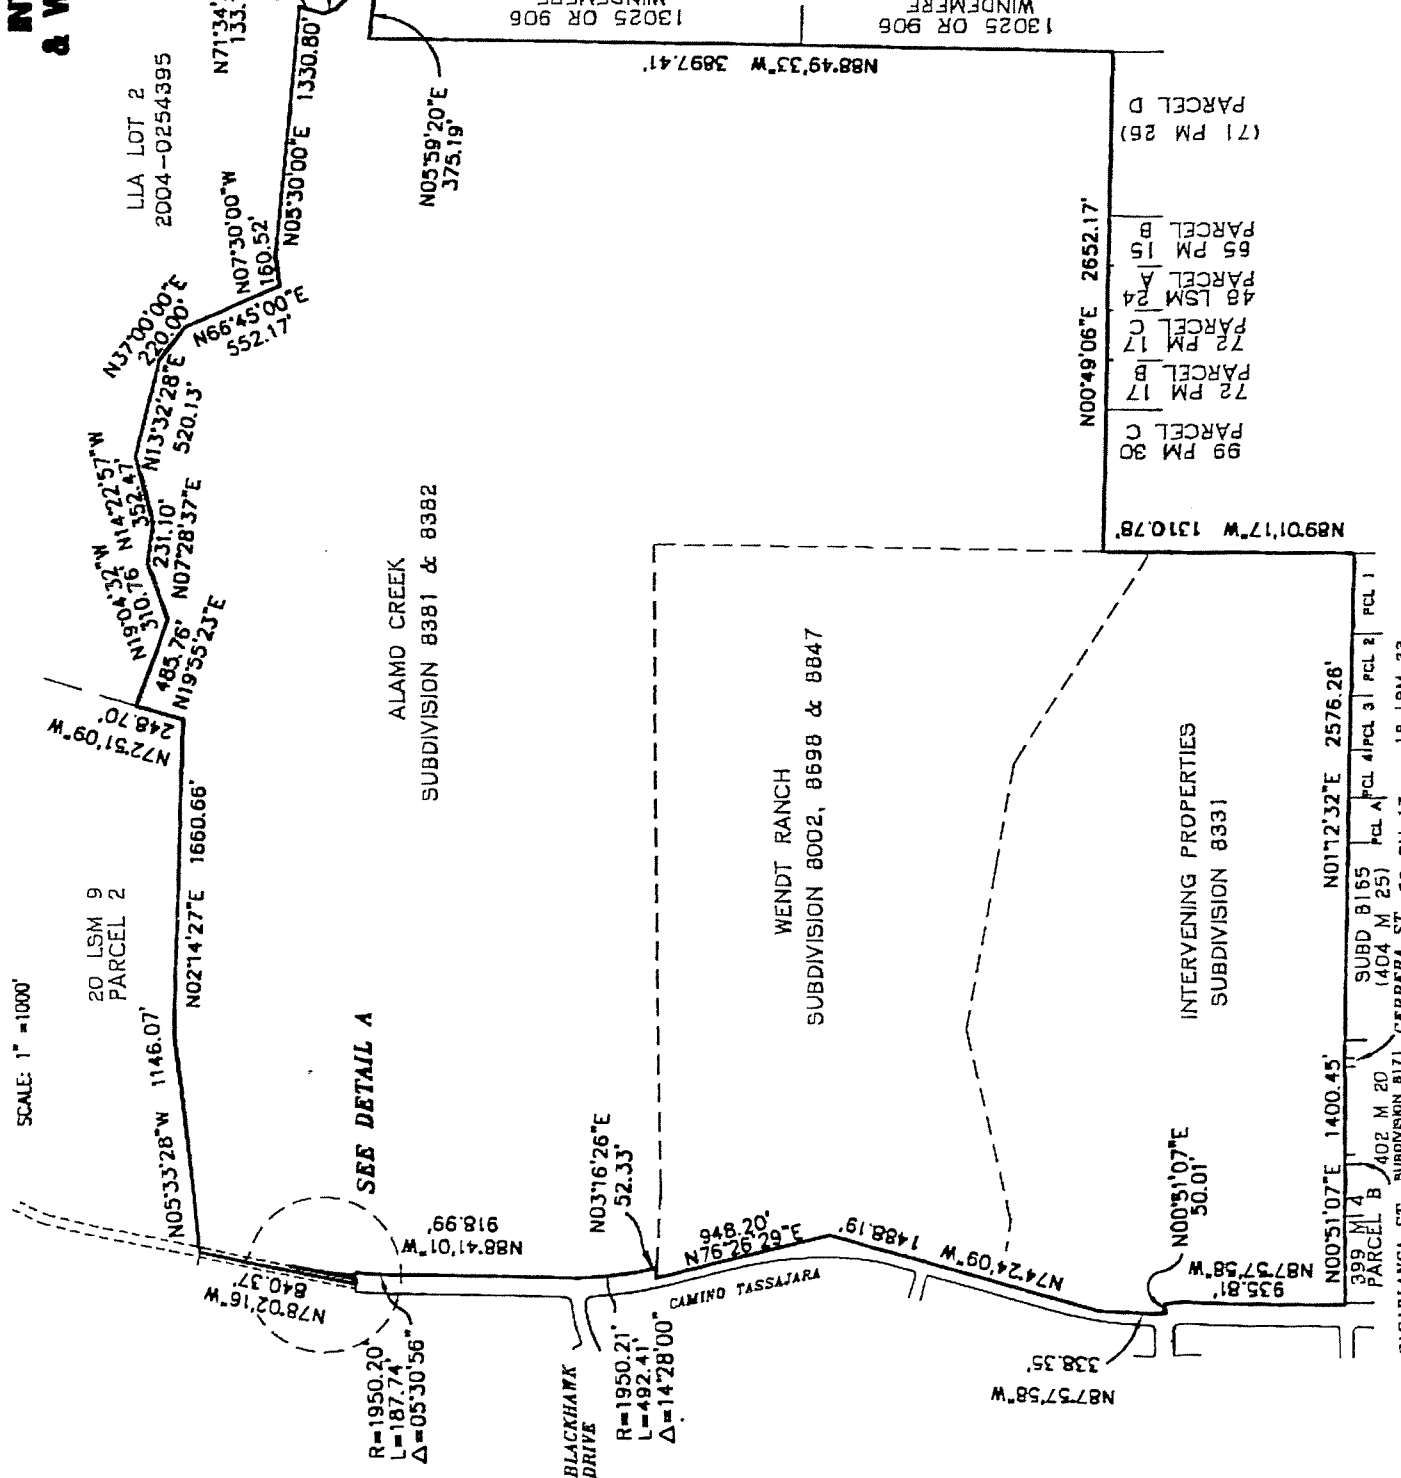 SCALE: 1" =1000'
20 LSM 9
PARCEL 2
LLA LOT 2
2004-0254395
13025 OR 906
WINDEMERE
13025 OR 906
N88°49'33"W 3897.41'
N05°59'20"E
375.19'
N05°30'00"E 1330.80'
N07°30'00"W
160.52'
N66°45'00"E
552.17'
N37°00'00"E
220.00'
N13°32'28"E
520.13'
N14°22'57"W
352.47
231.10'
N07°28'37"E
N19°04'32"W
310.76
485.76'
N19°55'23"E
N72°51'09"W
248.70'
N02°14'27"E 1660.66'
N05°33'28"W 1146.07'
SEE DETAIL A
N78°02'16"W
840.37'
R=1950.20'
L=187.74'
Δ=05°30'56"
N88°41'01"W
918.99'
BLACKHAWK
DRIVE
R=1950.21'
L=492.41'
Δ=14°28'00"
N03°16'26"E
52.33'
948.20'
N76°26'29"E
CAMINO TASSAJARA
N74°24'09"W 1488.19'
N87°57'58"W
338.35'
N00°51'07"E
50.01'
N87°57'58"W
935.81'
ALAMO CREEK
SUBDIVISION 8381 & 8382
WENDT RANCH
SUBDIVISION 8002, 8698 & 8847
INTERVENING PROPERTIES
SUBDIVISION 8331
N00°49'06"E 2652.17'
PARCEL D
(71 PM 26)
65 PM 15
PARCEL B
48 LSM 24
PARCEL A
72 PM 17
PARCEL C
72 PM 17
PARCEL B
99 PM 30
PARCEL C
N89°01'17"W 1310.78'
N01°12'32"E 2576.26'
N00°51'07"E 1400.45'
399 M 4
PARCEL B
402 M 20
SUBD 8165
(404 M 25)
PCL A
PCL 4
PCL 3
PCL 2
PCL 1
SUBDIVISION 8171